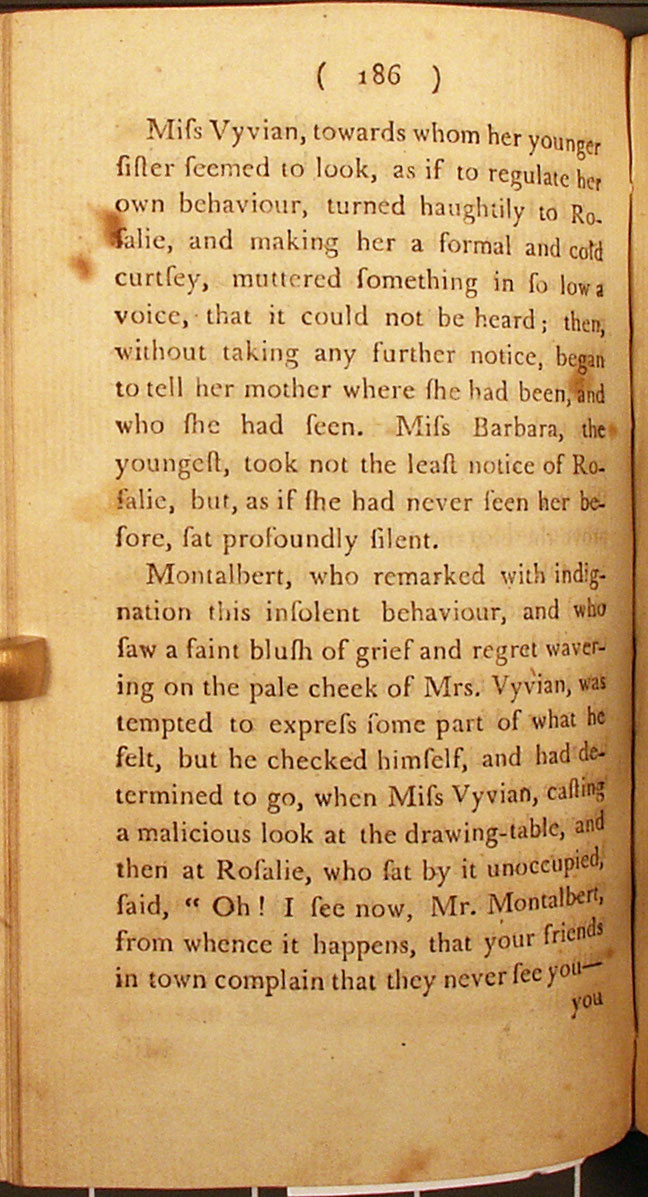 ( 186 )
Miſs Vyvian, towards whom her younger
ſiſter ſeemed to look, as if to regulate her
own behaviour, turned haughtily to Ro-
ſalie, and making her a formal and cold
curtſey, muttered ſomething in ſo low a
voice, that it could not be heard; then,
without taking any further notice, began
to tell her mother where ſhe had been, and
who ſhe had ſeen. Miſs Barbara, the
youngeſt, took not the leaſt notice of Ro-
ſalie, but, as if ſhe had never ſeen her be-
fore, ſat profoundly ſilent.
Montalbert, who remarked with indig-
nation this inſolent behaviour, and who
ſaw a faint bluſh of grief and regret waver-
ing on the pale cheek of Mrs. Vyvian, was
tempted to expreſs ſome part of what he
felt, but he checked himſelf, and had de-
termined to go, when Miſs Vyvian, caſting
a malicious look at the drawing-table, and
then at Roſalie, who ſat by it unoccupied,
ſaid, “ Oh ! I ſee now, Mr. Montalbert,
from whence it happens, that your friends
in town complain that they never ſee you—
you